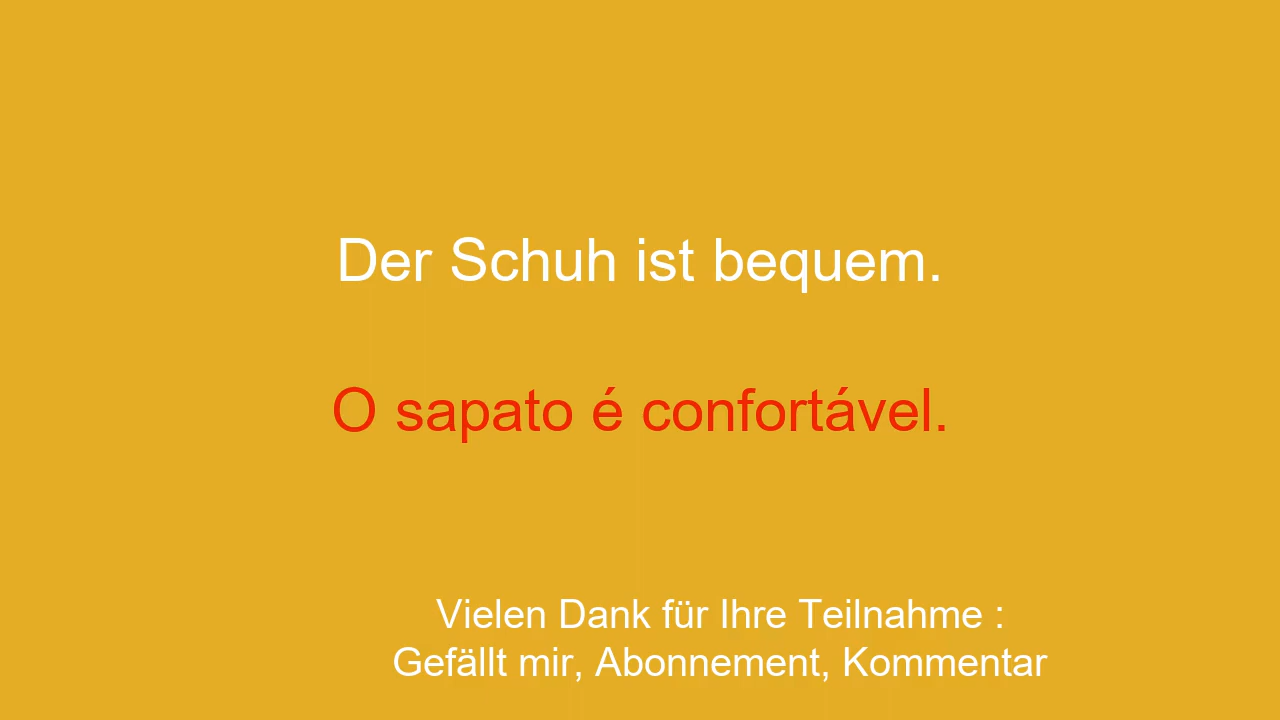 Der Schuh ist bequem.
O sapato é confortável.
Vielen Dank für Ihre Teilnahme :
Gefällt mir, Abonnement, Kommentar